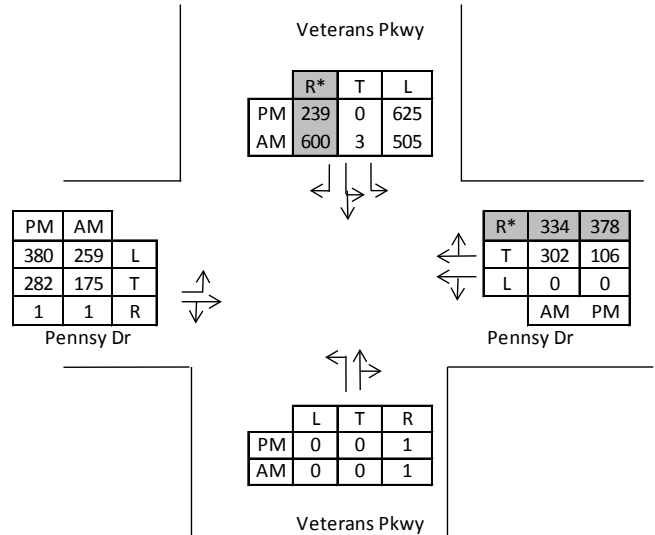 Veterans Pkwy
R* T L
PM 239 0 625
AM 600 3 505
PM AM
380 259 L
282 175 T
1 1 R
Pennsy Dr
R* 334 378
T 302 106
L 0 0
AM PM
Pennsy Dr
L T R
PM 0 0 1
AM 0 0 1
Veterans Pkwy